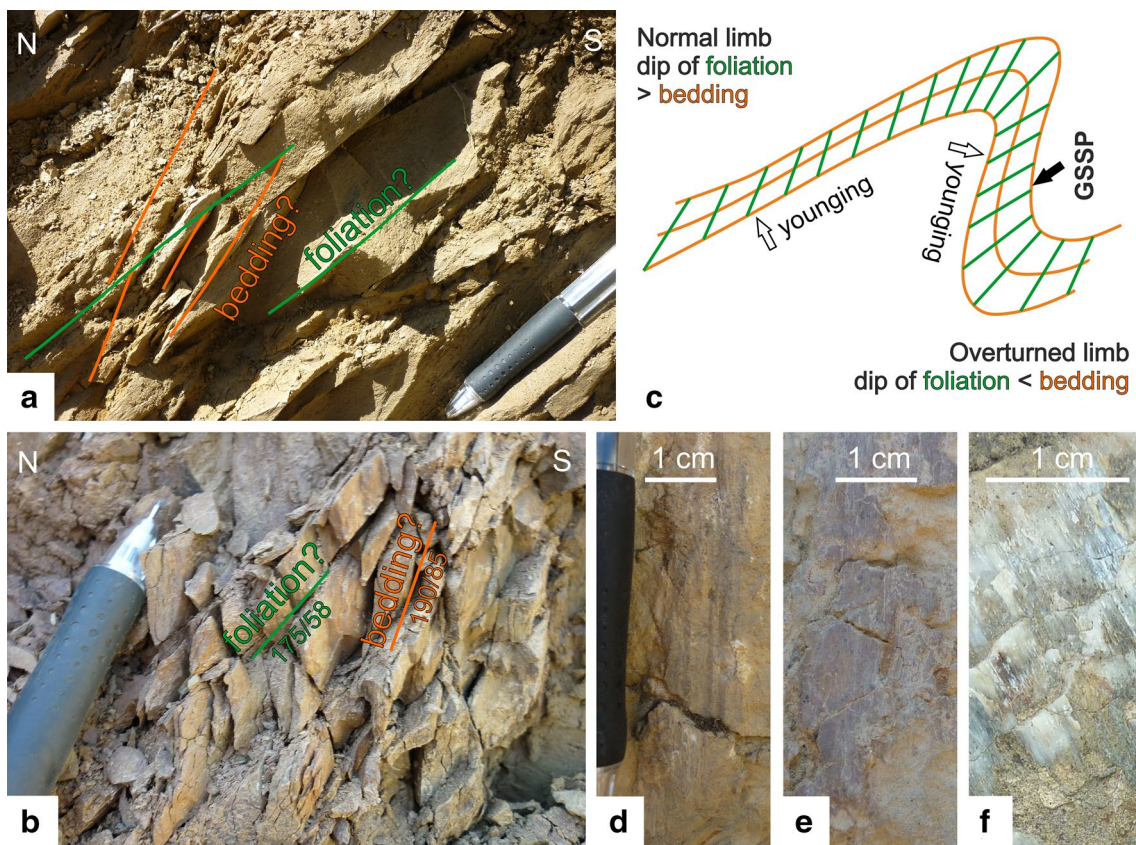 N
S
bedding?
foliation?
a
Normal limb
dip of foliation
> bedding
younging
younging
GSSP
Overturned limb
dip of foliation < bedding
c
N
S
foliation?
175/58
bedding?
190/85
b
1 cm
d
1 cm
e
1 cm
f